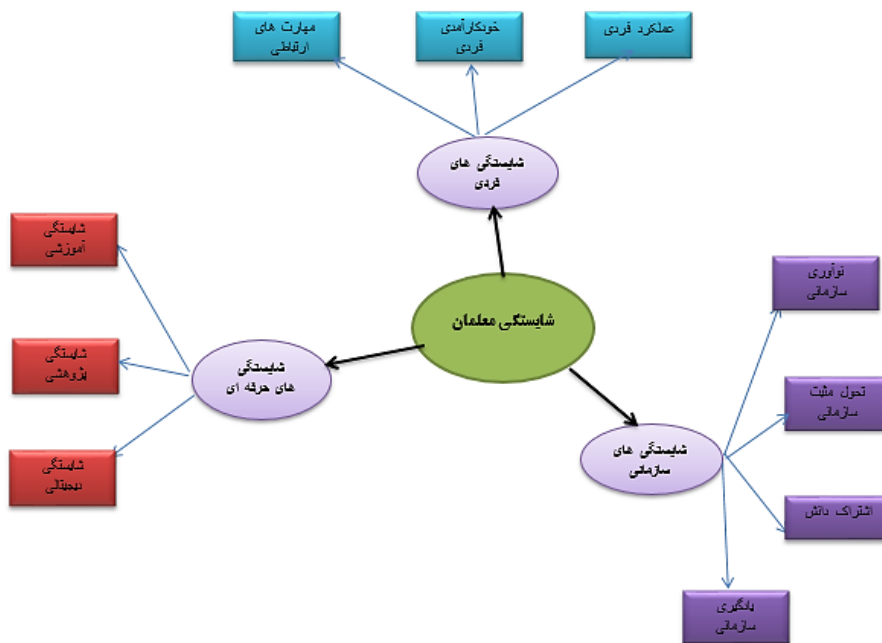 مهارت های
ارتباطی
خودکارآمدی
فردی
عملکرد فردی
شایستگی های
فردی
شایستگی
آموزشی
شایستگی
پژوهشی
شایستگی
دیجیتالی
شایستگی
های حرفه ای
شایستگی معلمان
شایستگی های
سازمانی
نوآوری
سازمانی
تحول مثبت
سازمانی
اشتراک دانش
یادگیری
سازمانی